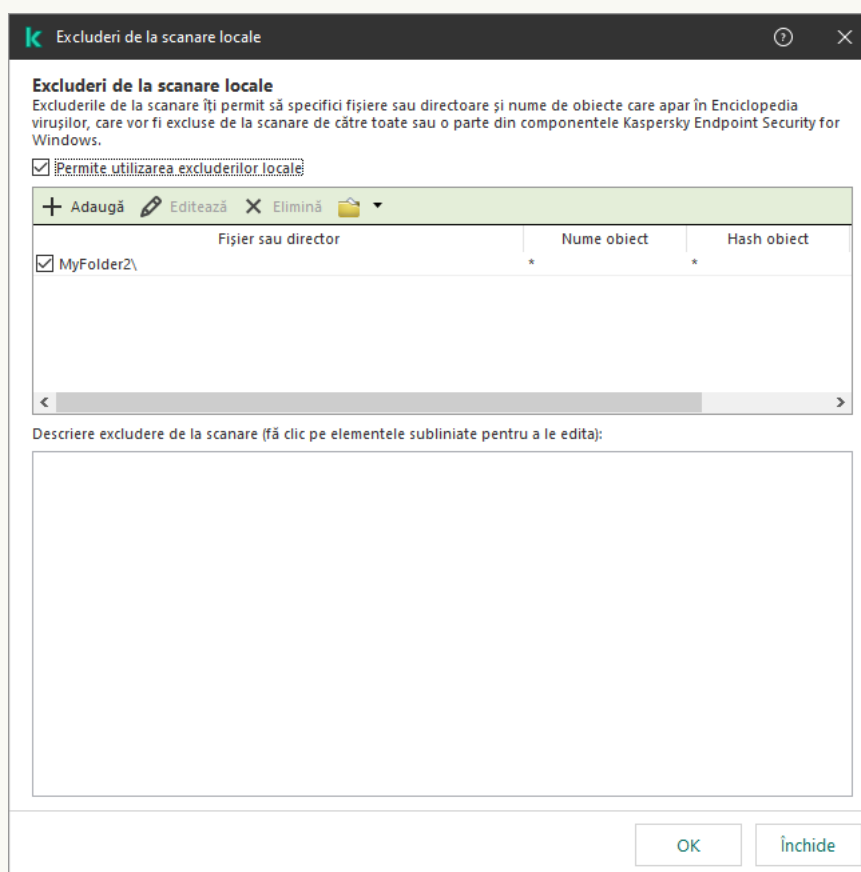 Excluderi de la scanare locale
Excluderi de la scanare locale
Excluderile de la scanare îți permit să specifici fișiere sau directoare și nume de obiecte care apar în Enciclopedia
virușilor, care vor fi excluse de la scanare de către toate sau o parte din componentele Kaspersky Endpoint Security for
Windows.
Permite utilizarea excluderilor locale
Adaugă Editează Elimină
Fișier sau director Nume obiect Hash obiect
MyFolder2\ * *
Descriere excludere de la scanare (fă clic pe elementele subliniate pentru a le edita):
OK Închide